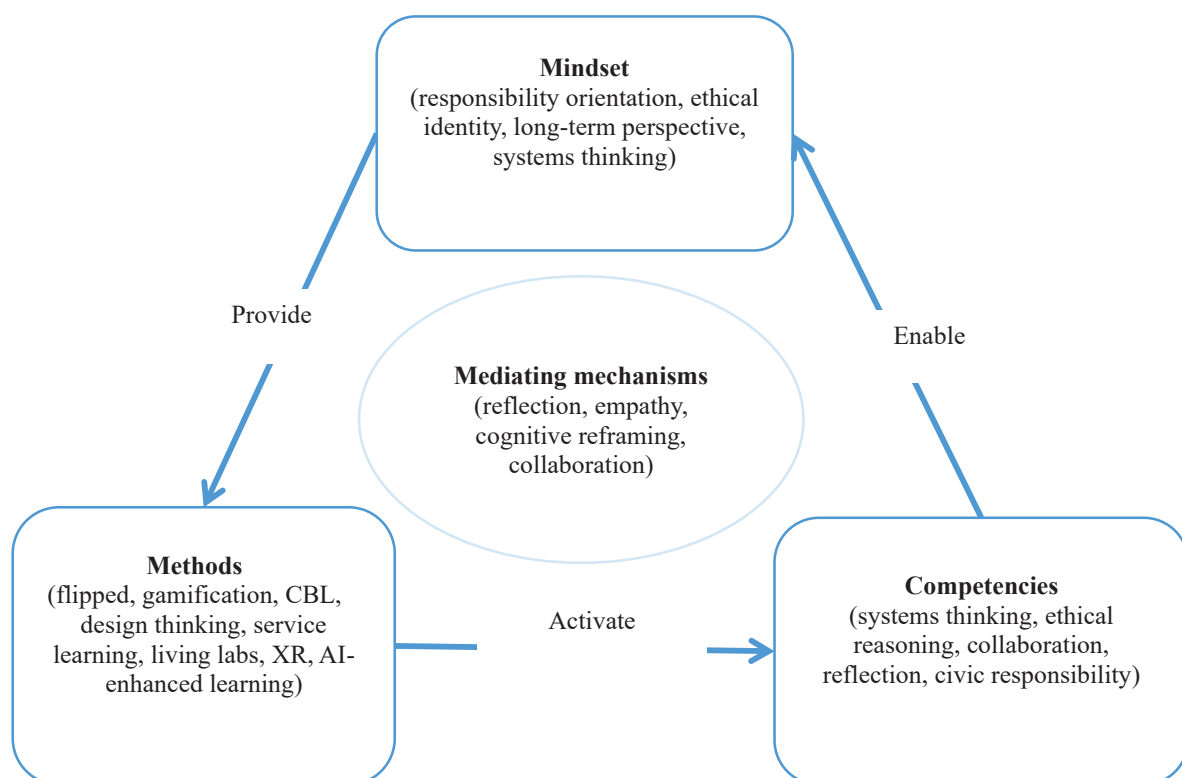 Mindset
(responsibility orientation, ethical
identity, long-term perspective,
systems thinking)
Provide
Enable
Mediating mechanisms
(reflection, empathy,
cognitive reframing,
collaboration)
Methods
(flipped, gamification, CBL,
design thinking, service
learning, living labs, XR, AI-
enhanced learning)
Activate
Competencies
(systems thinking, ethical
reasoning, collaboration,
reflection, civic responsibility)